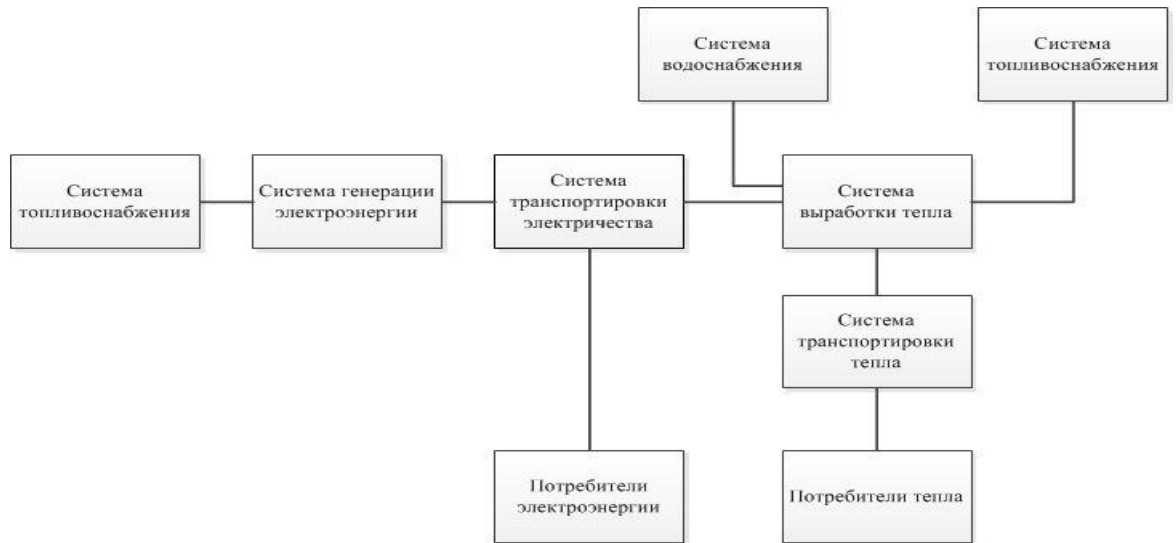 Система
водоснабжения
Система
топливоснабжения
Система
топливоснабжения
Система генерации
электроэнергии
Система
транспортировки
электричества
Система
выработки тепла
Система
транспортировки
тепла
Потребители
электроэнергии
Потребители тепла